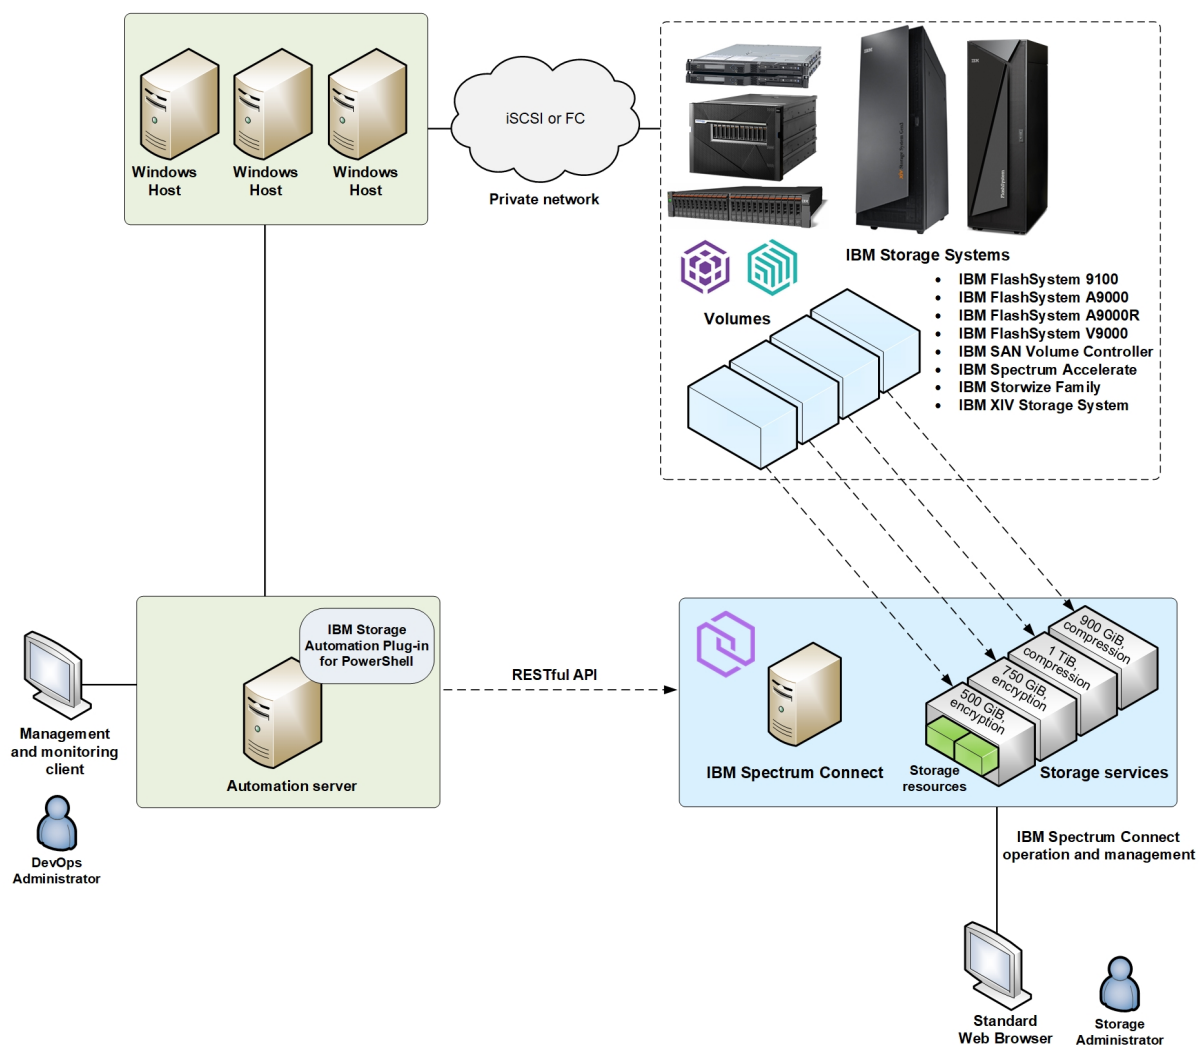 iSCSI or FC
Private network
Windows
Host
Windows
Host
Windows
Host
IBM Storage Systems
• IBM FlashSystem 9100
• IBM FlashSystem A9000
• IBM FlashSystem A9000R
• IBM FlashSystem V9000
• IBM SAN Volume Controller
• IBM Spectrum Accelerate
• IBM Storwize Family
• IBM XIV Storage System
Volumes
IBM Storage
Automation Plug-in
for PowerShell
Automation server
Management
and monitoring
client
DevOps
Administrator
RESTful API
IBM Spectrum Connect
900 GiB,
compression
1 TiB,
compression
750 GiB,
encryption
500 GiB,
encryption
Storage
resources
Storage services
IBM Spectrum Connect
operation and management
Standard
Web Browser
Storage
Administrator